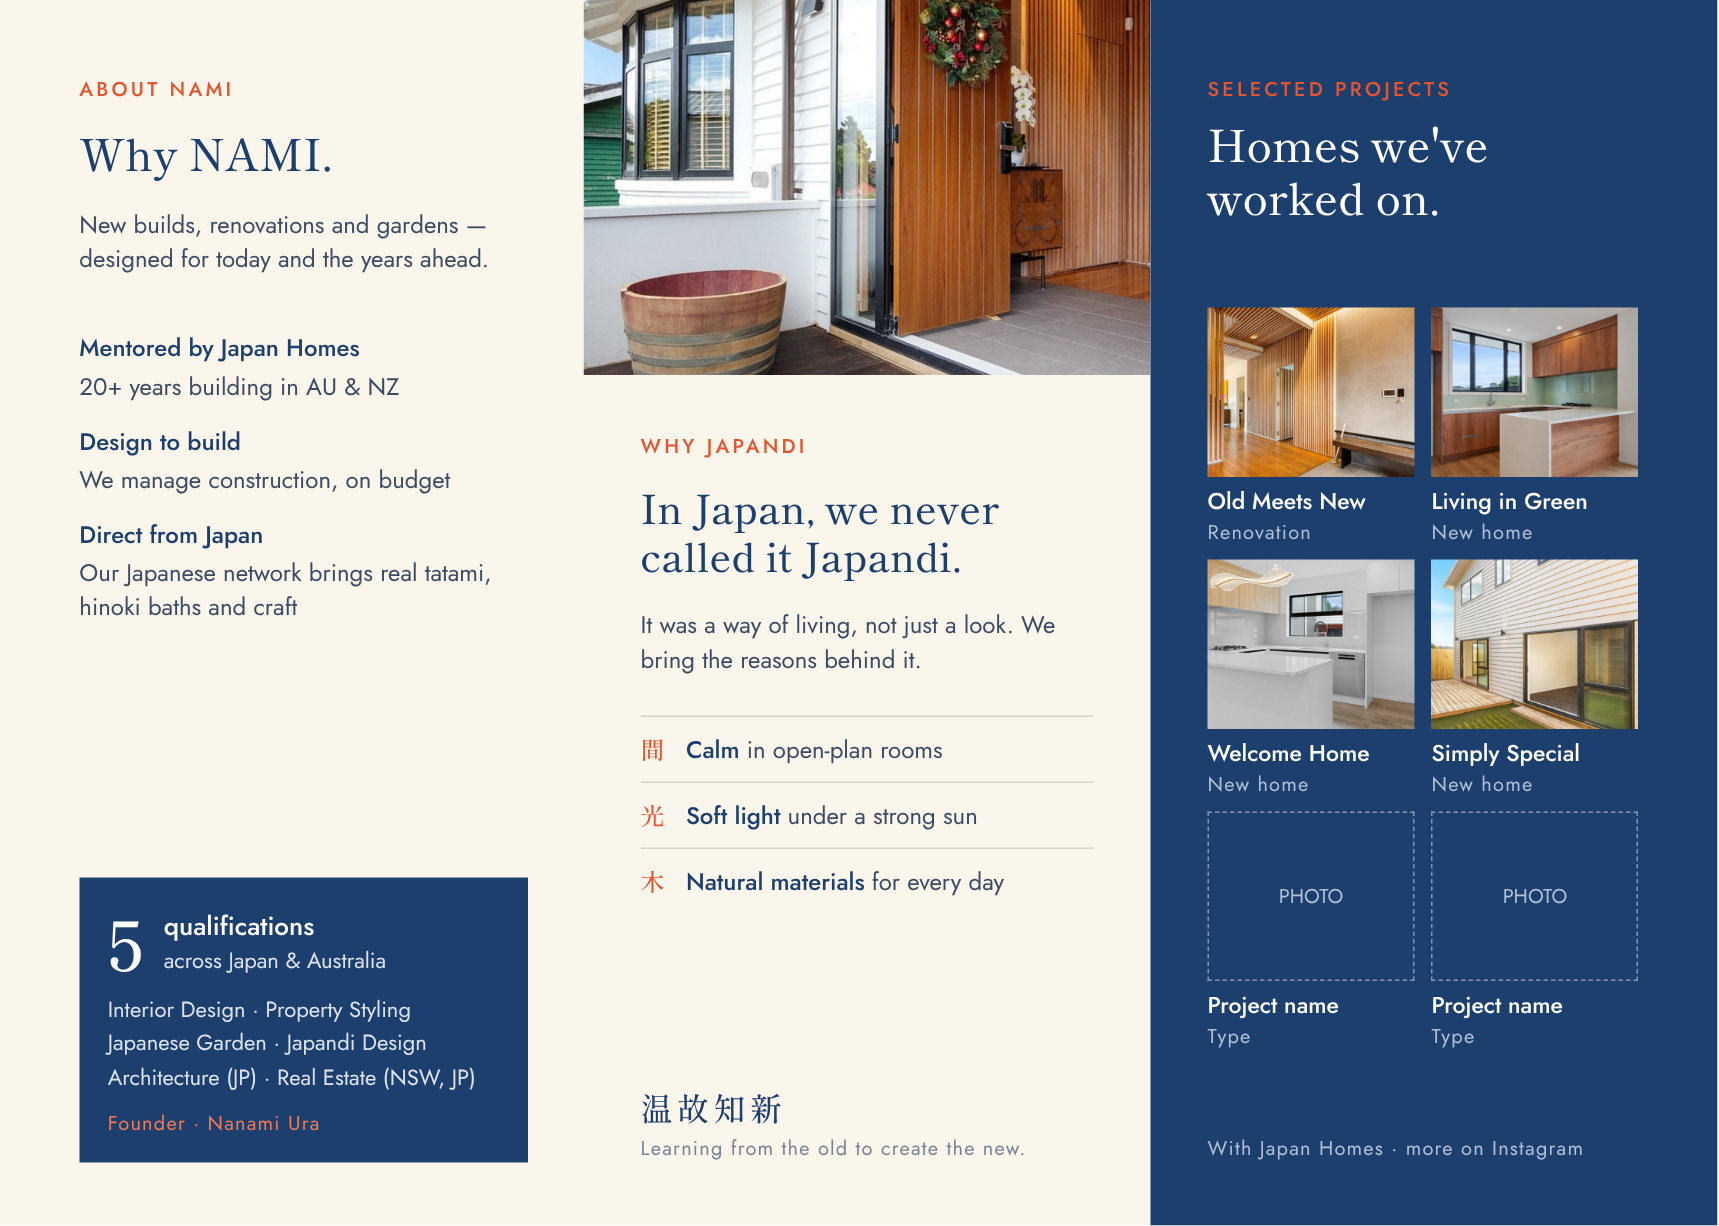 ABOUT NAMI
Why NAMI.
New builds, renovations and gardens —
designed for today and the years ahead.
Mentored by Japan Homes
20+ years building in AU & NZ
Design to build
We manage construction, on budget
Direct from Japan
Our Japanese network brings real tatami,
hinoki baths and craft
5 qualifications
across Japan & Australia
Interior Design · Property Styling
Japanese Garden · Japandi Design
Architecture (JP) · Real Estate (NSW, JP)
Founder · Nanami Ura
WHY JAPANDI
In Japan, we never
called it Japandi.
It was a way of living, not just a look. We
bring the reasons behind it.
間 Calm in open-plan rooms
光 Soft light under a strong sun
木 Natural materials for every day
温故知新
Learning from the old to create the new.
SELECTED PROJECTS
Homes we've
worked on.
Old Meets New
Renovation
Living in Green
New home
Welcome Home
New home
Simply Special
New home
PHOTO
Project name
Type
PHOTO
Project name
Type
With Japan Homes · more on Instagram